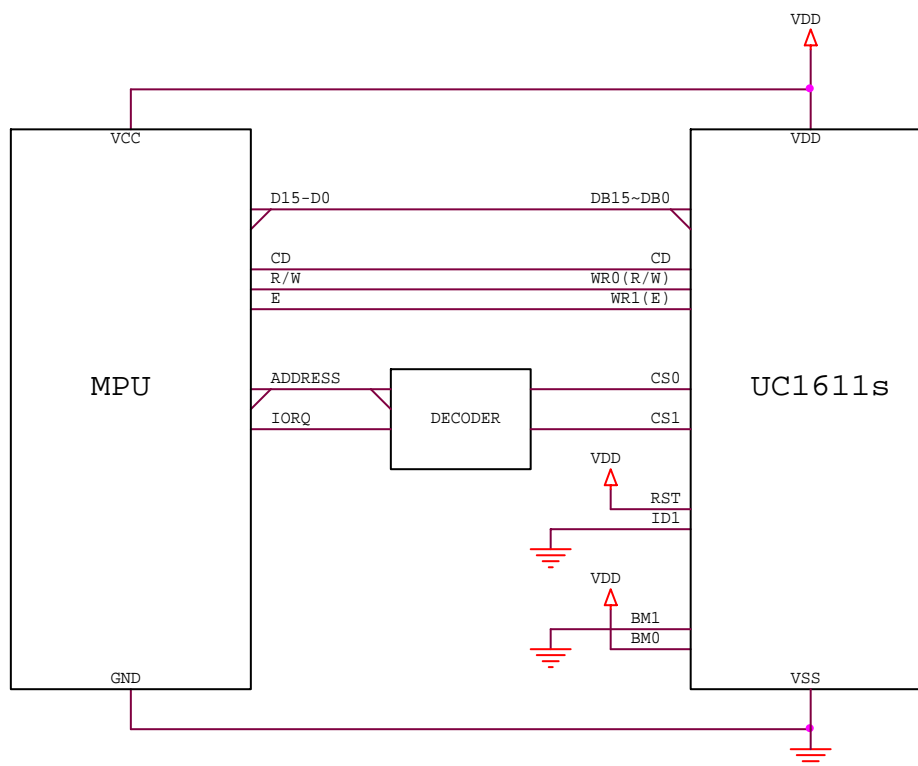 VDD
VCC
VDD
D15-D0
DB15~DB0
CD
CD
R/W
WR0(R/W)
E
WR1(E)
MPU
ADDRESS
DECODER
CS0
UC1611s
IORQ
CS1
VDD
RST
ID1
VDD
BM1
BM0
GND
VSS